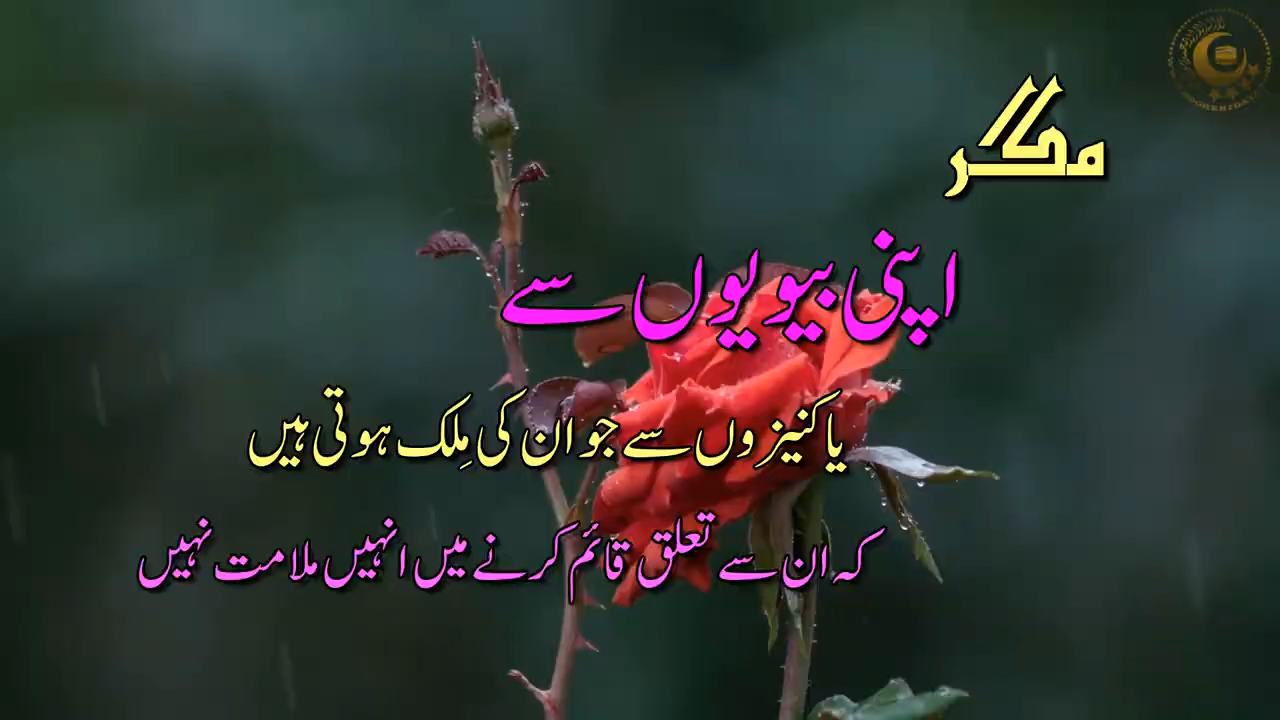 مگر
اپنی بیویوں سے
یا کنیزوں سے جو ان کی مِلک ہوتی ہیں
کہ ان سے تعلق قائم کرنے میں انہیں ملامت نہیں